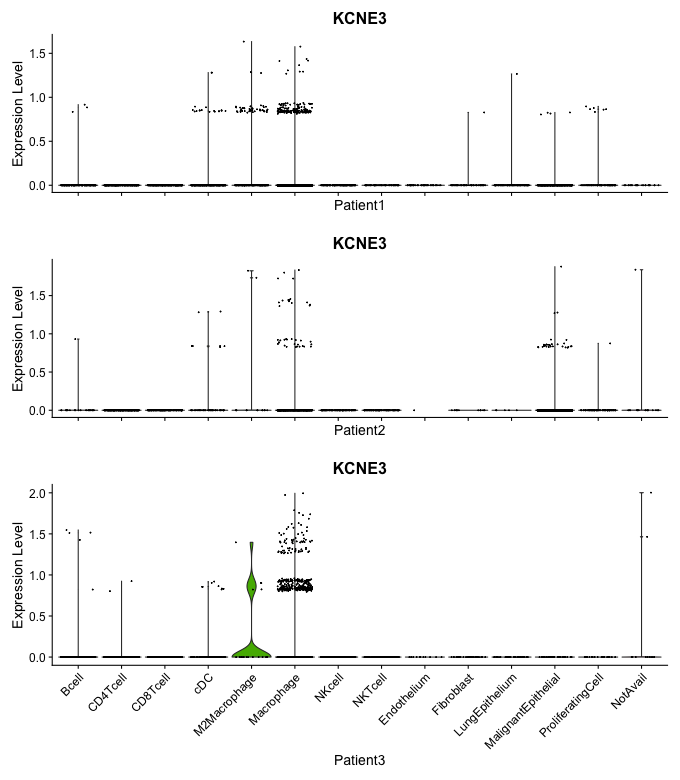 KCNE3
Expression Level
1.5
1.0
0.5
0.0
Patient1
KCNE3
Expression Level
1.5
1.0
0.5
0.0
Patient2
KCNE3
Expression Level
2.0
1.5
1.0
0.5
0.0
Bcell
CD4Tcell
CD8Tcell
cDC
M2Macrophage
Macrophage
NKcell
NKTcell
Endothelium
Fibroblast
LungEpithelium
MalignantEpithelial
ProliferatingCell
NotAvail
Patient3